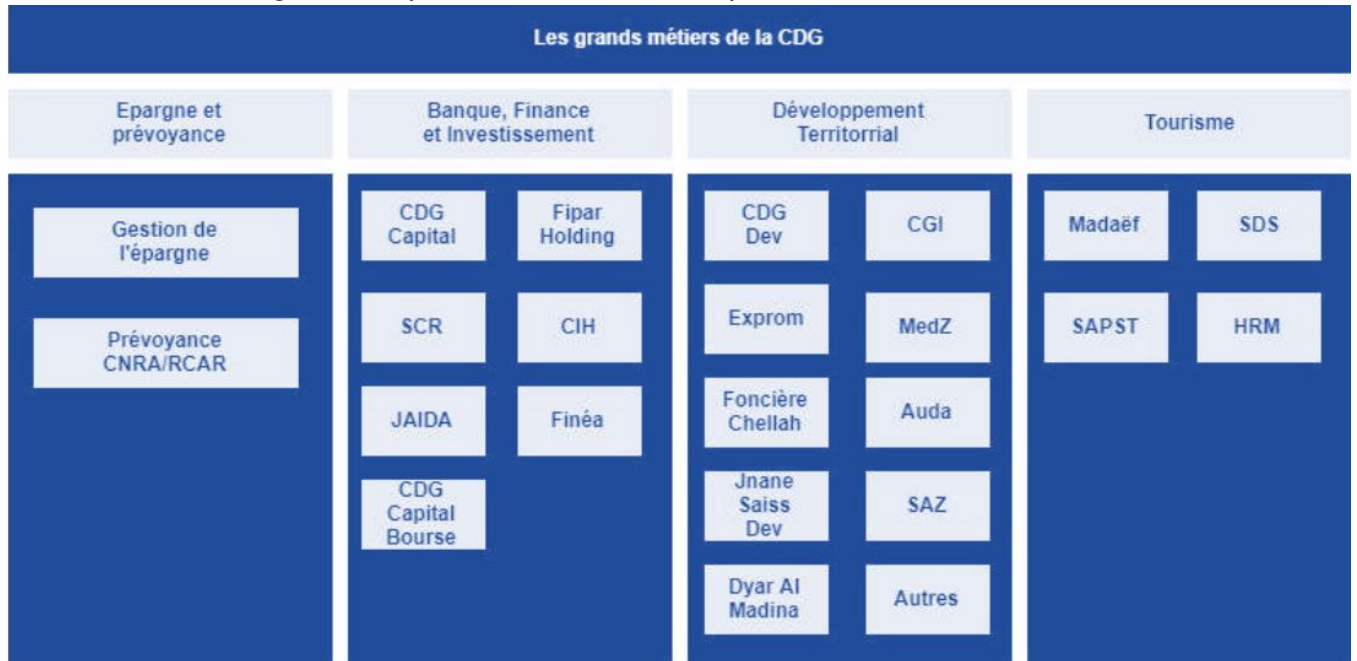 Les grands métiers de la CDG
Epargne et
prévoyance
Banque, Finance
et Investissement
Développement
Territorrial
Tourisme
Gestion de
l'épargne
Prévoyance
CNRA/RCAR
CDG
Capital
Fipar
Holding
SCR
CIH
JAIDA
Finéa
CDG
Capital
Bourse
CDG
Dev
CGI
Exprom
MedZ
Foncière
Chellah
Auda
Jnane
Saiss
Dev
SAZ
Dyar Al
Madina
Autres
Madaëf
SDS
SAPST
HRM